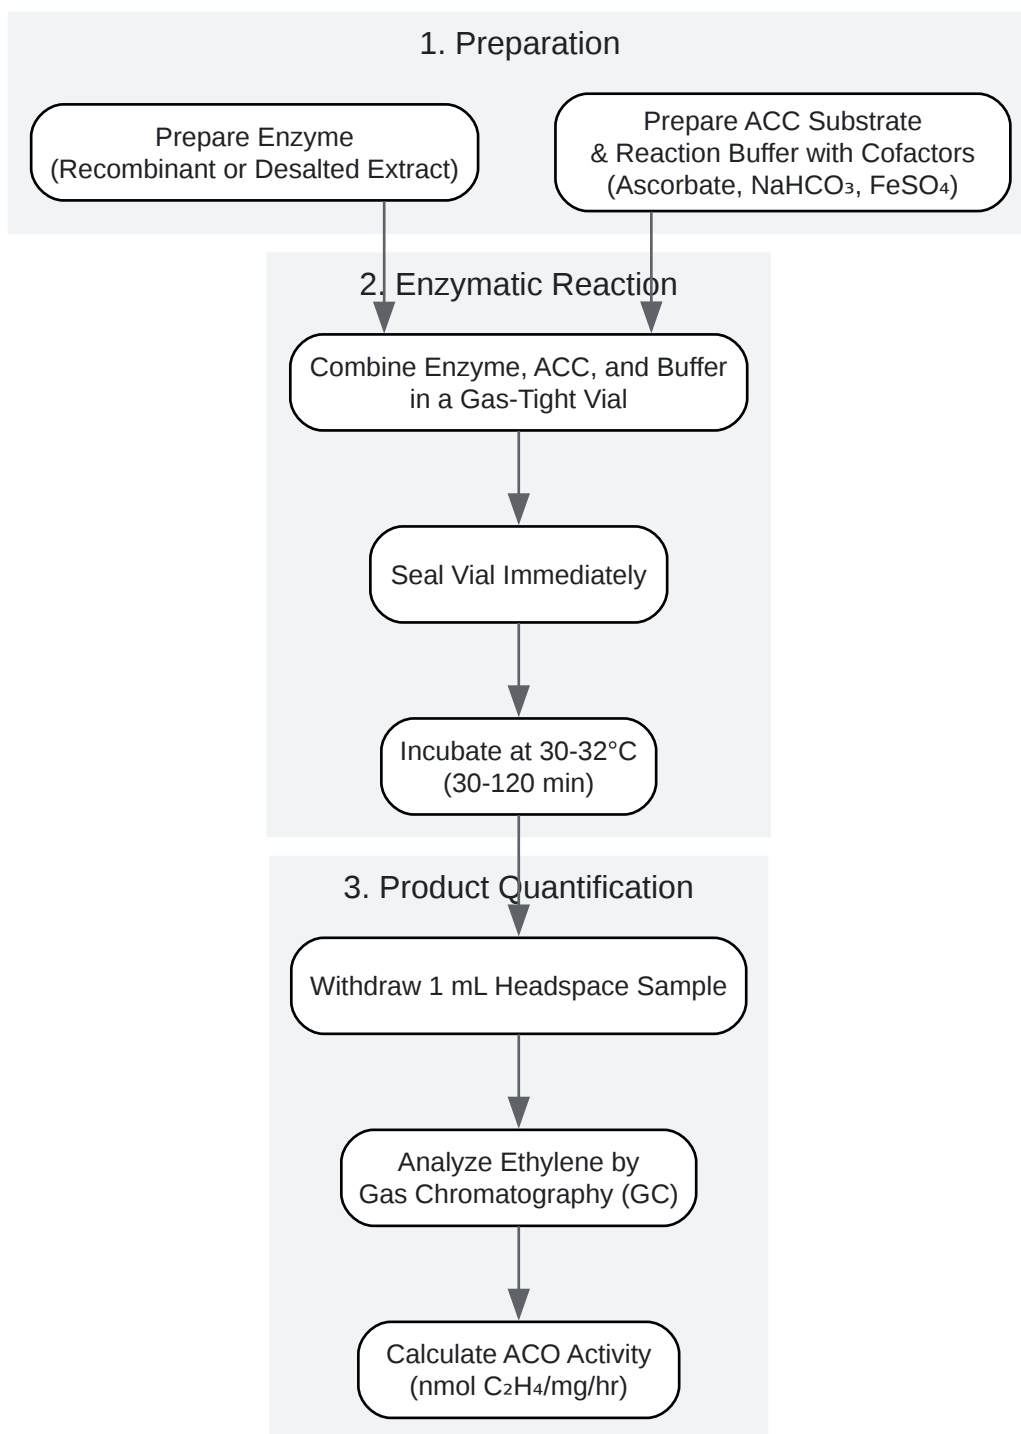 1. Preparation
Prepare Enzyme
(Recombinant or Desalted Extract)
Prepare ACC Substrate
& Reaction Buffer with Cofactors
(Ascorbate, NaHCO₃, FeSO₄)
2. Enzymatic Reaction
Combine Enzyme, ACC, and Buffer
in a Gas-Tight Vial
Seal Vial Immediately
Incubate at 30-32°C
(30-120 min)
3. Product Quantification
Withdraw 1 mL Headspace Sample
Analyze Ethylene by
Gas Chromatography (GC)
Calculate ACO Activity
(nmol C₂H₄/mg/hr)